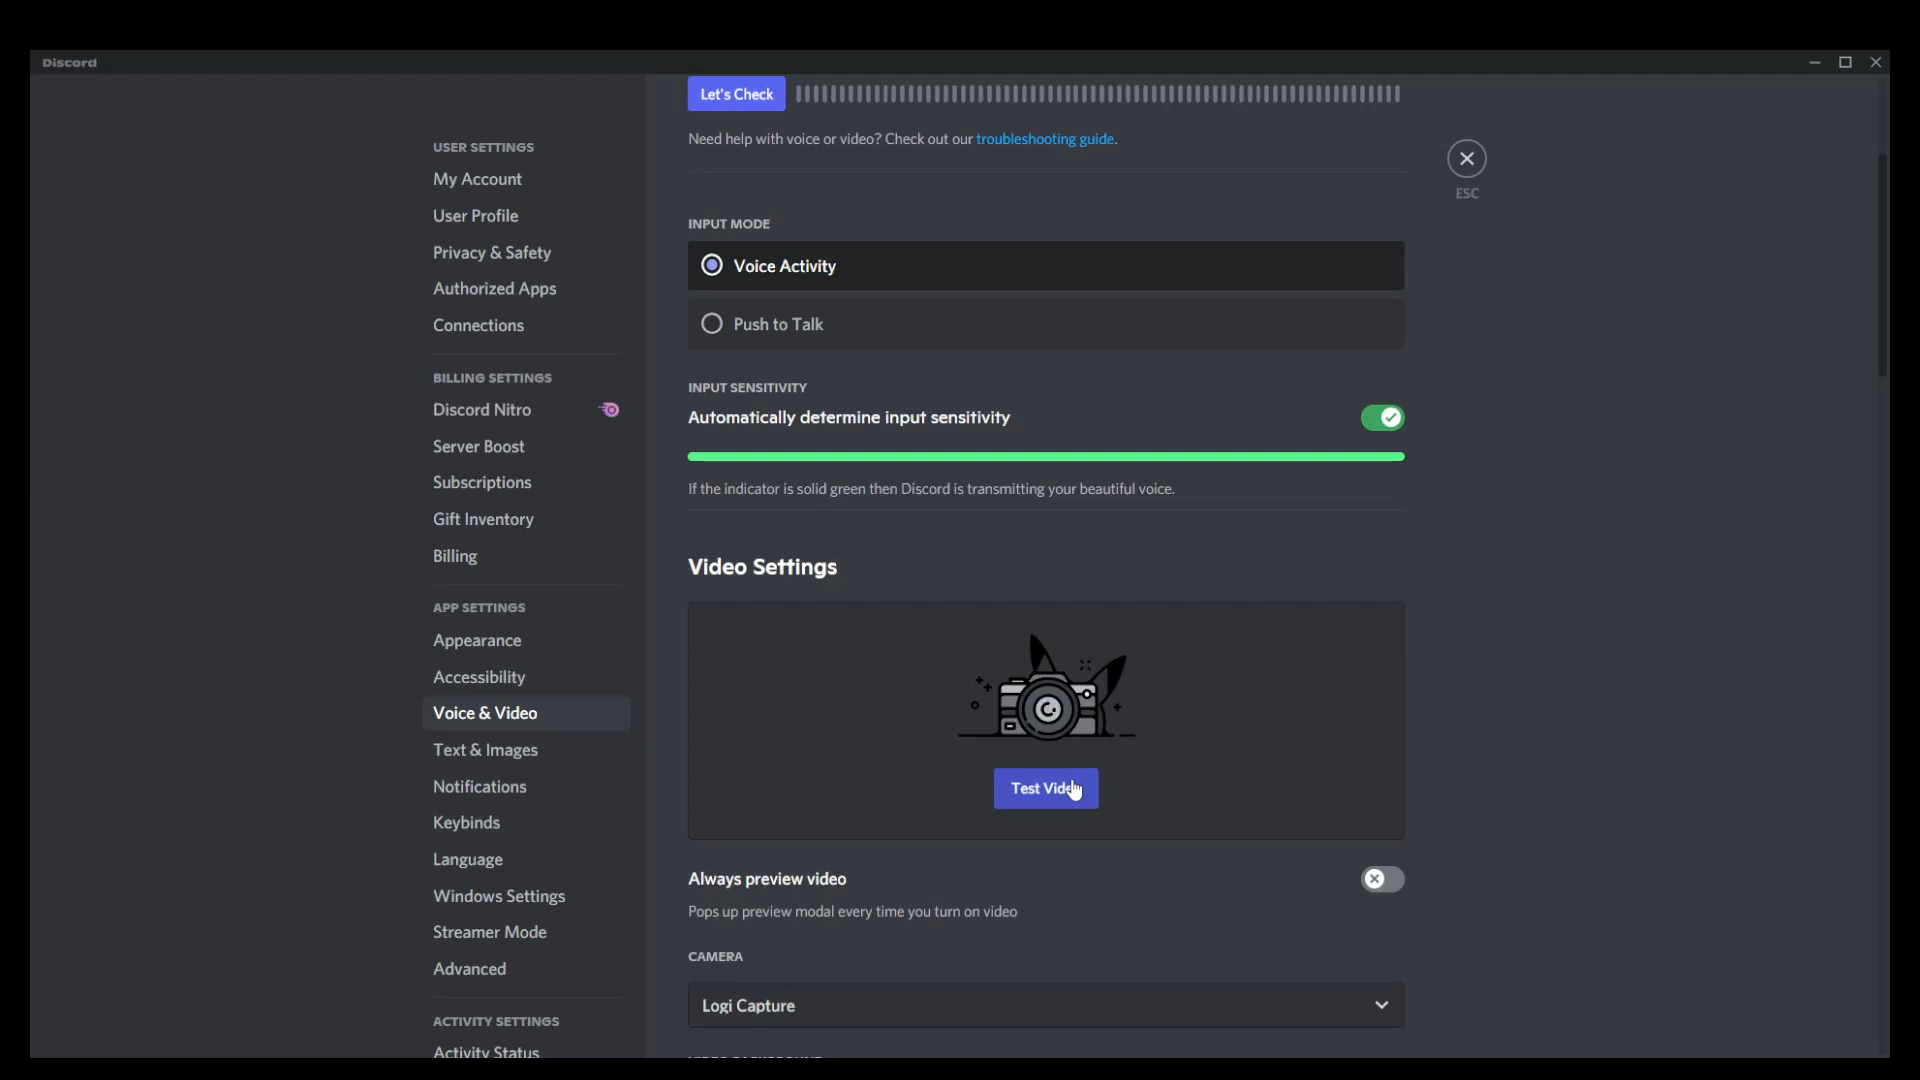 Discord
USER SETTINGS
My Account
User Profile
Privacy & Safety
Authorized Apps
Connections
BILLING SETTINGS
Discord Nitro
Server Boost
Subscriptions
Gift Inventory
Billing
APP SETTINGS
Appearance
Accessibility
Voice & Video
Text & Images
Notifications
Keybinds
Language
Windows Settings
Streamer Mode
Advanced
ACTIVITY SETTINGS
Activity Status
Let's Check
Need help with voice or video? Check out our troubleshooting guide.
ESC
INPUT MODE
Voice Activity
Push to Talk
INPUT SENSITIVITY
Automatically determine input sensitivity
If the indicator is solid green then Discord is transmitting your beautiful voice.
Video Settings
Test Video
Always preview video
Pops up preview modal every time you turn on video
CAMERA
Logi Capture